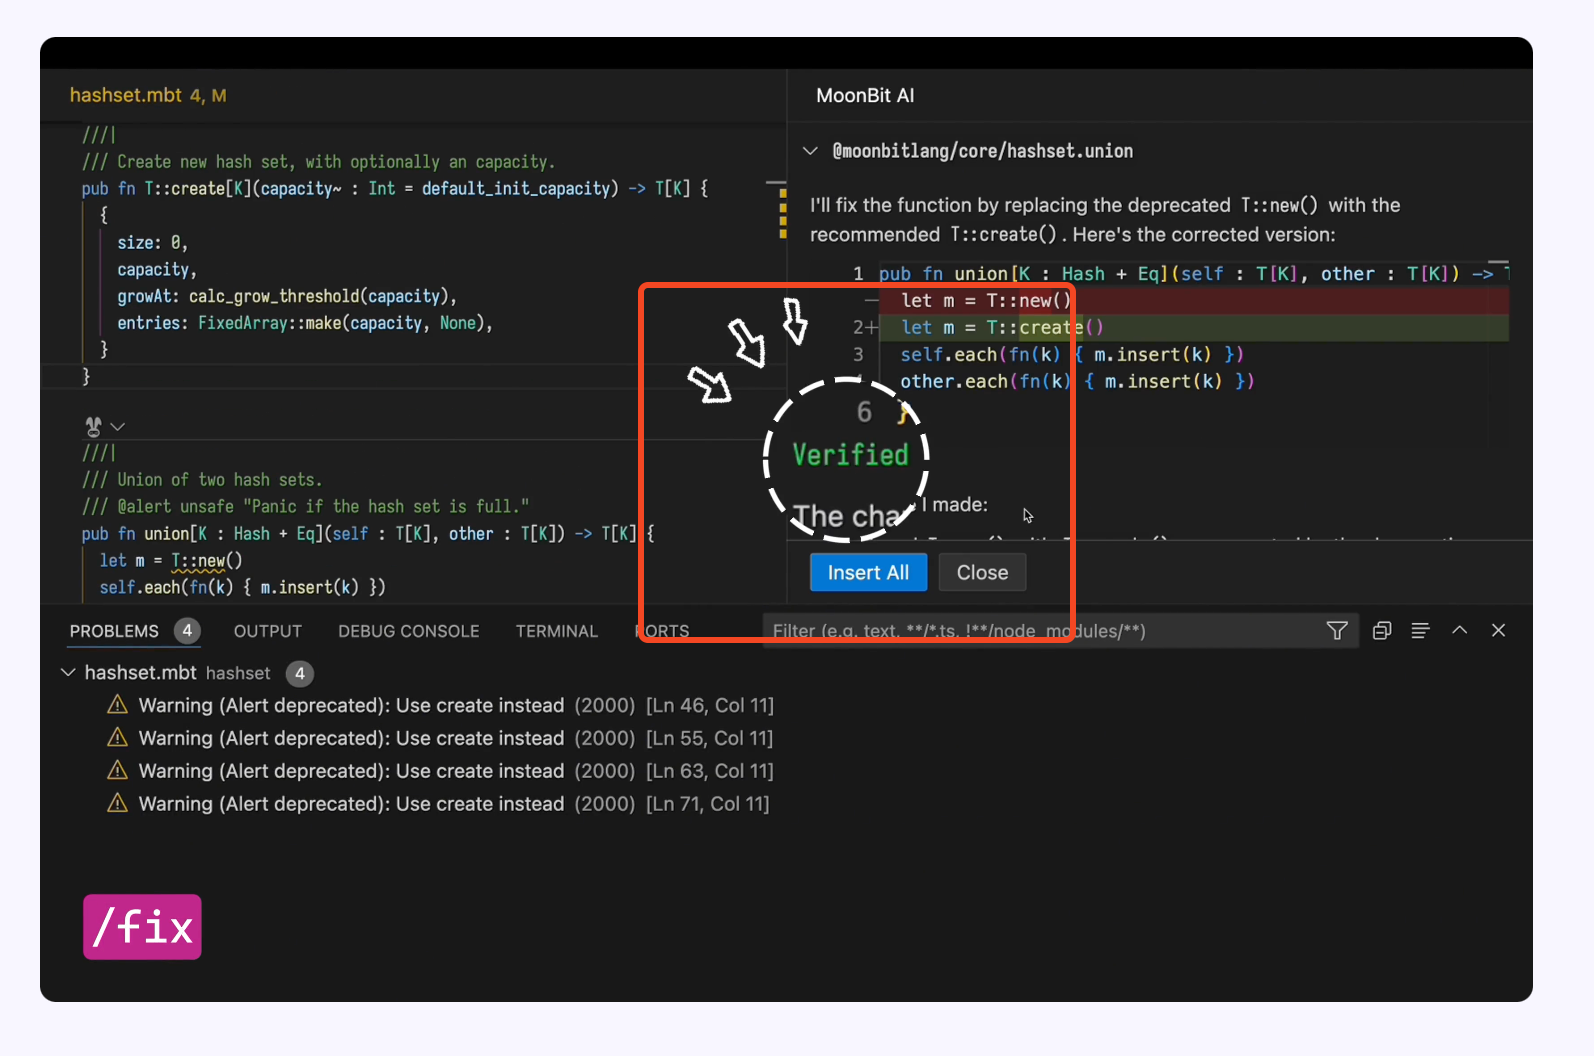 hashset.mbt 4, M
///|
/// Create new hash set, with optionally an capacity.
pub fn T::create[K](capacity~ : Int = default_init_capacity) -> T[K] {
{
size: 0,
capacity,
growAt: calc_grow_threshold(capacity),
entries: FixedArray::make(capacity, None),
}
}
///|
/// Union of two hash sets.
/// @alert unsafe "Panic if the hash set is full."
pub fn union[K : Hash + Eq](self : T[K], other : T[K]) -> T[K] {
let m = T::new()
self.each(fn(k) { m.insert(k) })
MoonBit AI
@moonbitlang/core/hashset.union
I'll fix the function by replacing the deprecated T::new() with the
recommended T::create(). Here's the corrected version:
1 pub fn union[K : Hash + Eq](self : T[K], other : T[K]) -> T
- let m = T::new()
2+ let m = T::create()
3 self.each(fn(k) { m.insert(k) })
other.each(fn(k) { m.insert(k) })
6 }
Verified
The cha I made:
Insert All Close
PROBLEMS 4 OUTPUT DEBUG CONSOLE TERMINAL PORTS Filter (e.g. text, **/*.ts, !**/node_modules/**)
hashset.mbt hashset 4
Warning (Alert deprecated): Use create instead (2000) [Ln 46, Col 11]
Warning (Alert deprecated): Use create instead (2000) [Ln 55, Col 11]
Warning (Alert deprecated): Use create instead (2000) [Ln 63, Col 11]
Warning (Alert deprecated): Use create instead (2000) [Ln 71, Col 11]
/fix